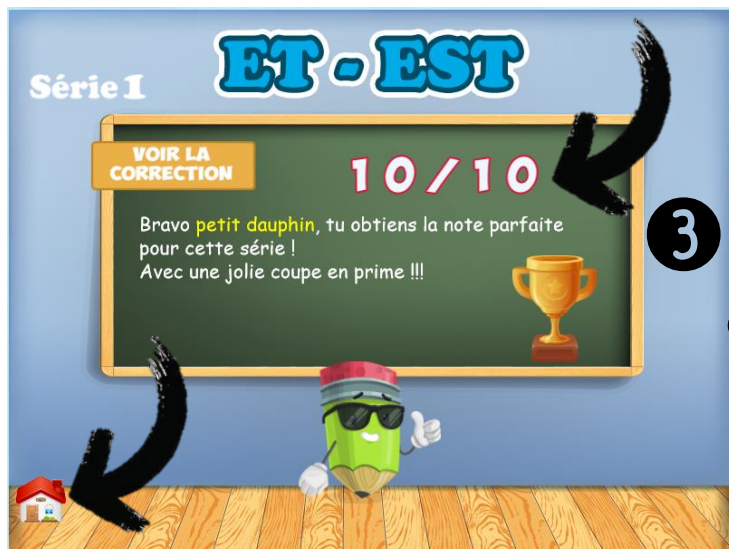 ET - EST
Série 1
VOIR LA
CORRECTION
10/10
Bravo petit dauphin, tu obtiens la note parfaite
pour cette série !
Avec une jolie coupe en prime !!!
3